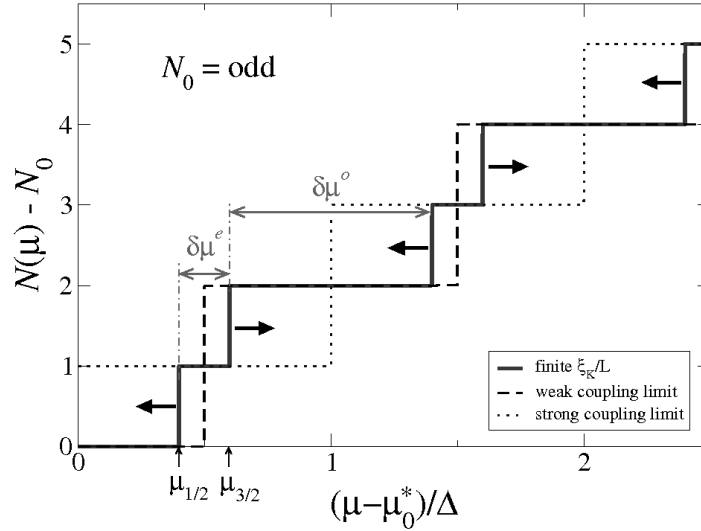 5
N₀ = odd
4
δμᵒ
3
N(μ) - N₀
δμᵉ
2
1
finite ξ_K/L
weak coupling limit
strong coupling limit
0
0
1
2
μ₁/₂
μ₃/₂
(μ−μ₀*)/Δ